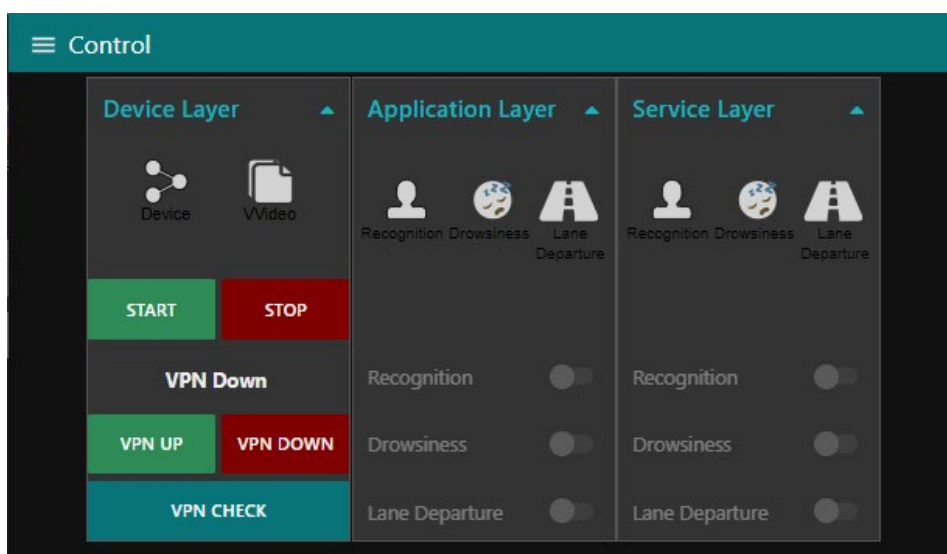 Control
Device Layer
Device
VVideo
START
STOP
VPN Down
VPN UP
VPN DOWN
VPN CHECK
Application Layer
Recognition
Drowsiness
Lane
Departure
Recognition
Drowsiness
Lane Departure
Service Layer
Recognition
Drowsiness
Lane
Departure
Recognition
Drowsiness
Lane Departure